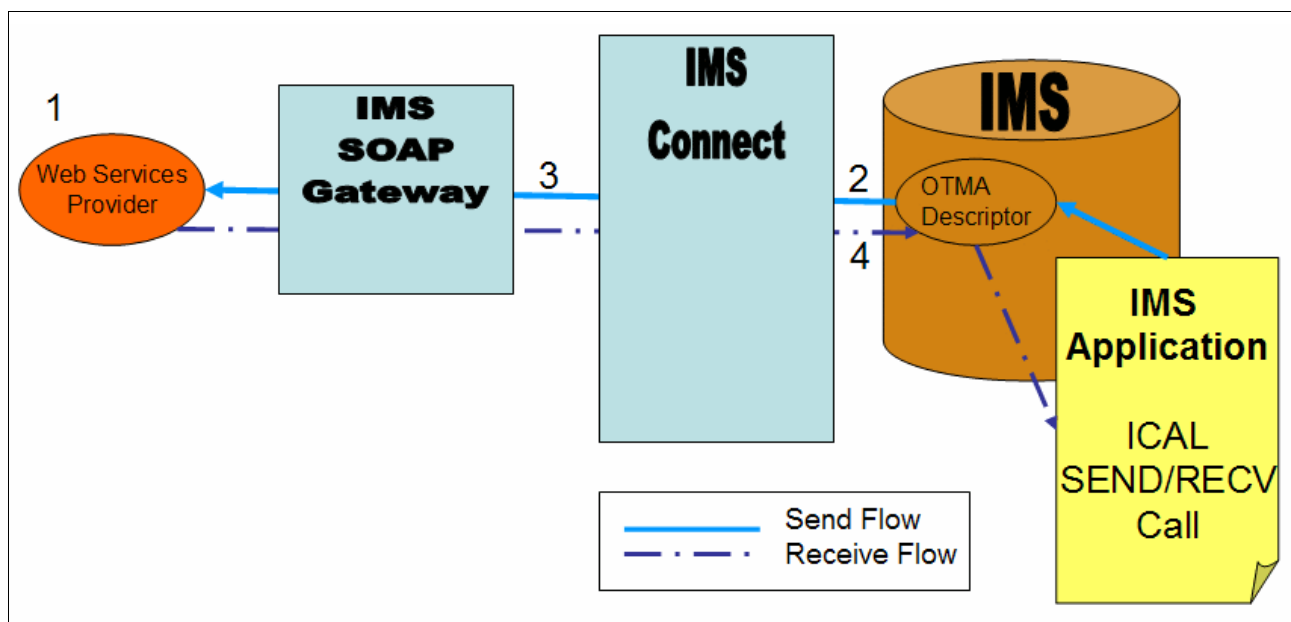 1
Web Services
Provider
IMS
SOAP
Gateway
3
IMS
Connect
2
4
IMS
OTMA
Descriptor
IMS
Application
ICAL
SEND/RECV
Call
Send Flow
Receive Flow